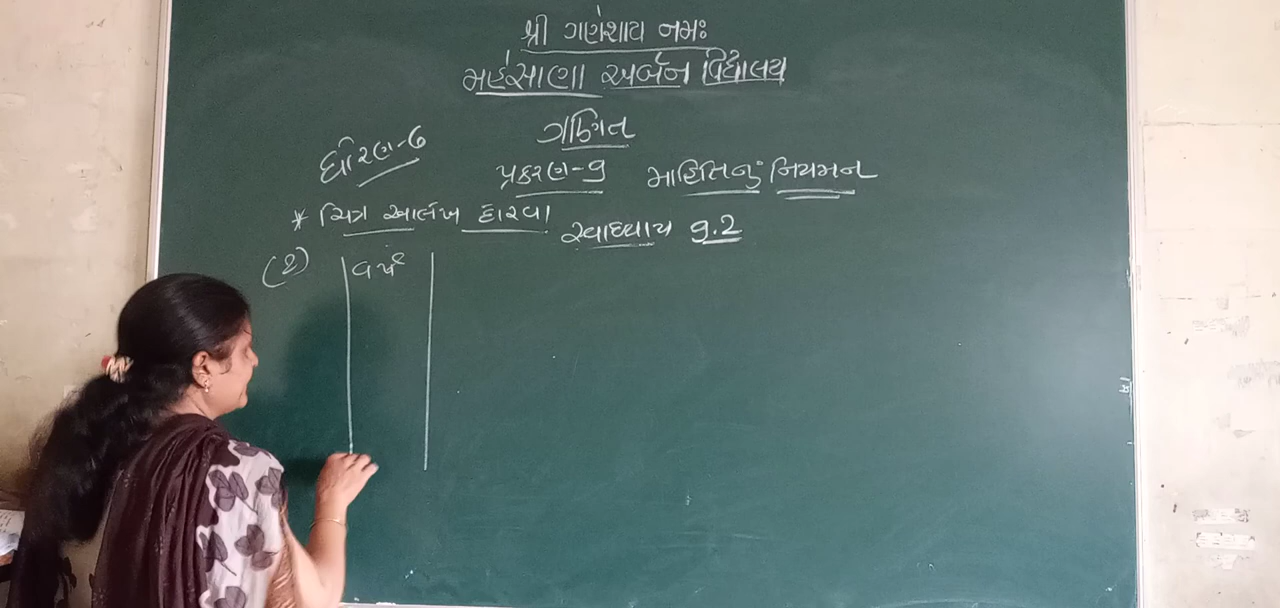 શ્રી ગણેશાય નમઃ
મહેસાણા અર્બન વિદ્યાલય
ધોરણ-6 ગણિત
પ્રકરણ-9 માહિતિનું નિયમન
* ચિત્ર આલેખ દોરવા
સ્વાધ્યાય 9.2
(2) વર્ષ